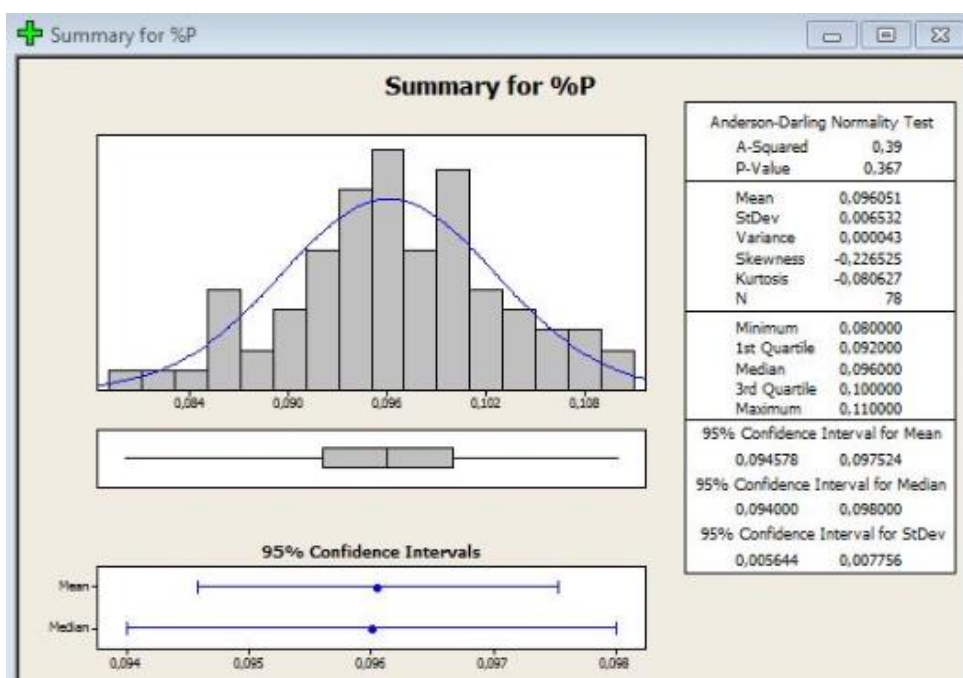 Summary for %P
Summary for %P
0,084 0,090 0,096 0,102 0,108
95% Confidence Intervals
Mean
Median
0,094 0,095 0,096 0,097 0,098
Anderson-Darling Normality Test
A-Squared 0,39
P-Value 0,367
Mean 0,096051
StDev 0,006532
Variance 0,000043
Skewness -0,226525
Kurtosis -0,080627
N 78
Minimum 0,080000
1st Quartile 0,092000
Median 0,096000
3rd Quartile 0,100000
Maximum 0,110000
95% Confidence Interval for Mean
0,094578 0,097524
95% Confidence Interval for Median
0,094000 0,098000
95% Confidence Interval for StDev
0,005644 0,007756